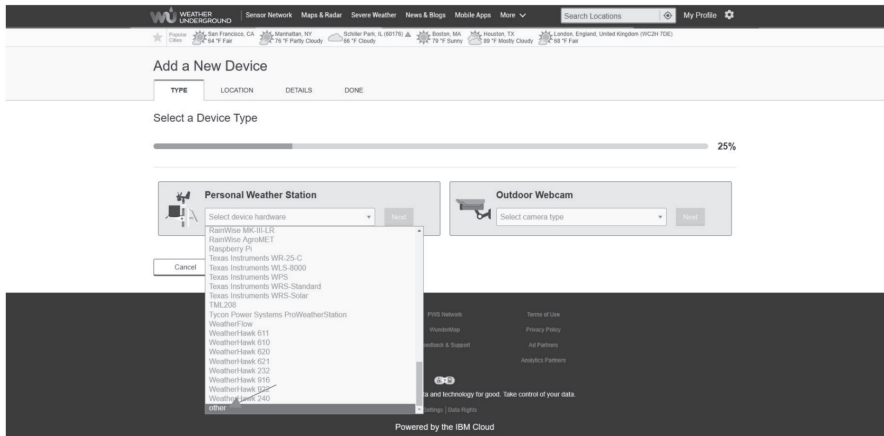 WEATHER UNDERGROUND
Sensor Network Maps & Radar Severe Weather News & Blogs Mobile Apps More Search Locations My Profile
Popular Cities San Francisco, CA 64 °F Fair Manhattan, NY 76 °F Partly Cloudy Schiller Park, IL (60176) 86 °F Cloudy Boston, MA 79 °F Sunny Houston, TX 89 °F Mostly Cloudy London, England, United Kingdom (WC2H 7DE) 88 °F Fair
Add a New Device
TYPE LOCATION DETAILS DONE
Select a Device Type
25%
Personal Weather Station
Select device hardware Next
Outdoor Webcam
Select camera type Next
RainWise MK-III-LR
RainWise AgroMET
Raspberry Pi
Texas Instruments WR-25-C
Texas Instruments WLS-8000
Texas Instruments WPS
Texas Instruments WRS-Standard
Texas Instruments WRS-Solar
TML208
Tycon Power Systems ProWeatherStation
WeatherFlow
WeatherHawk 611
WeatherHawk 610
WeatherHawk 620
WeatherHawk 621
WeatherHawk 232
WeatherHawk 916
WeatherHawk 922
WeatherHawk 240
other
Cancel
PWS Network Terms of Use
WunderMap Privacy Policy
eedback & Support Ad Partners
Analytics Partners
ta and technology for good. Take control of your data.
Settings | Data Rights
Powered by the IBM Cloud